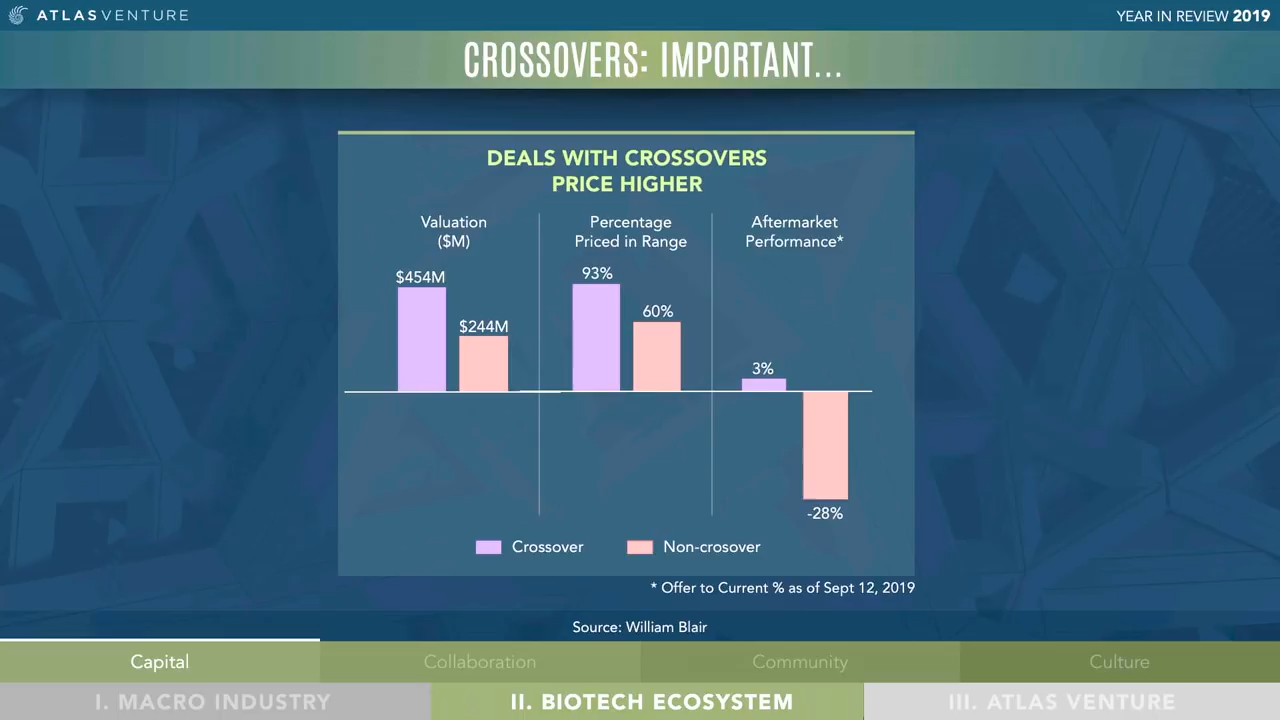 ATLAS VENTURE
YEAR IN REVIEW 2019
CROSSOVERS: IMPORTANT...
DEALS WITH CROSSOVERS
PRICE HIGHER
Valuation
($M)
Percentage
Priced in Range
Aftermarket
Performance*
$454M
$244M
93%
60%
3%
-28%
Crossover
Non-crosover
* Offer to Current % as of Sept 12, 2019
Source: William Blair
Capital
Collaboration
Community
Culture
I. MACRO INDUSTRY
II. BIOTECH ECOSYSTEM
III. ATLAS VENTURE